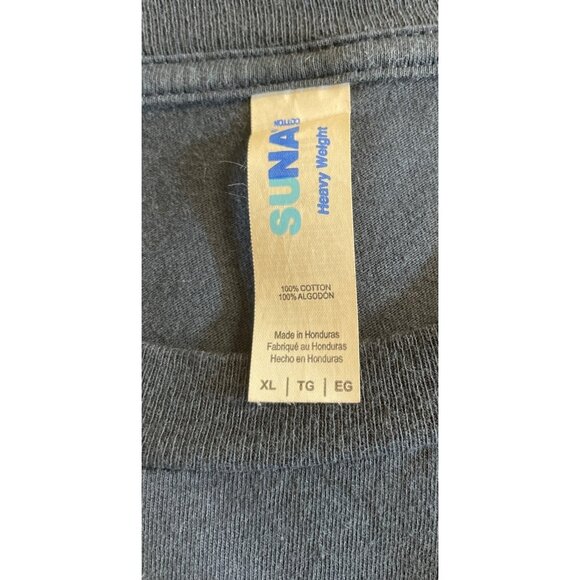 SUNA
COTTON
Heavy Weight
100% COTTON
100% ALGODÓN
Made in Honduras
Fabriqué au Honduras
Hecho en Honduras
XL | TG | EG